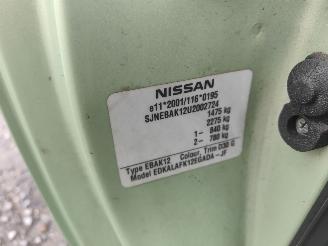 NISSAN
e11*2001/116*0195
SJNEBAK12U2002724
1475 kg
2275 kg
1- 840 kg
2- 780 kg
Type EBAK12 Colour, Trim D30 G
Model EDKALAFK12EGADA-JF